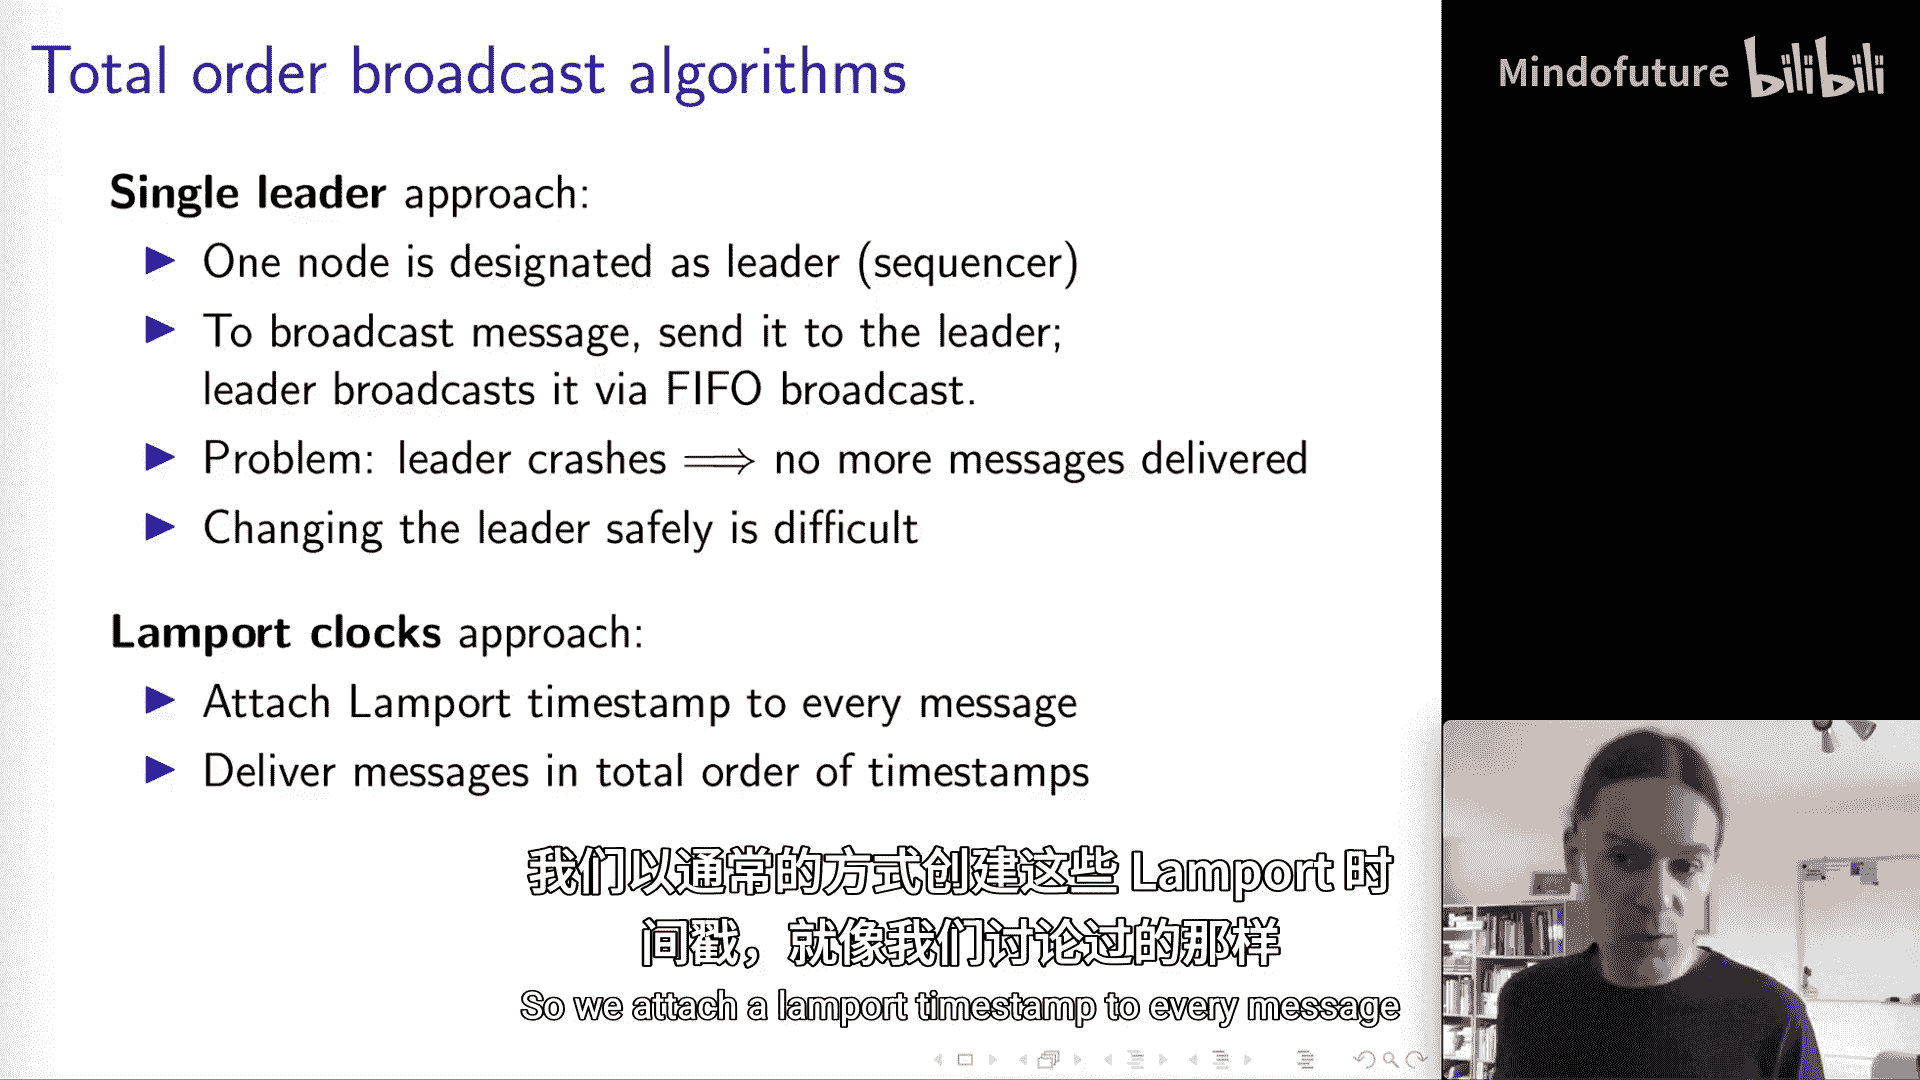 Total order broadcast algorithms
Mindofuture bilibili
Single leader approach:
One node is designated as leader (sequencer)
To broadcast message, send it to the leader;
leader broadcasts it via FIFO broadcast.
Problem: leader crashes ⟹ no more messages delivered
Changing the leader safely is difficult
Lamport clocks approach:
Attach Lamport timestamp to every message
Deliver messages in total order of timestamps
我们以通常的方式创建这些 Lamport 时
间戳，就像我们讨论过的那样
So we attach a lamport timestamp to every message